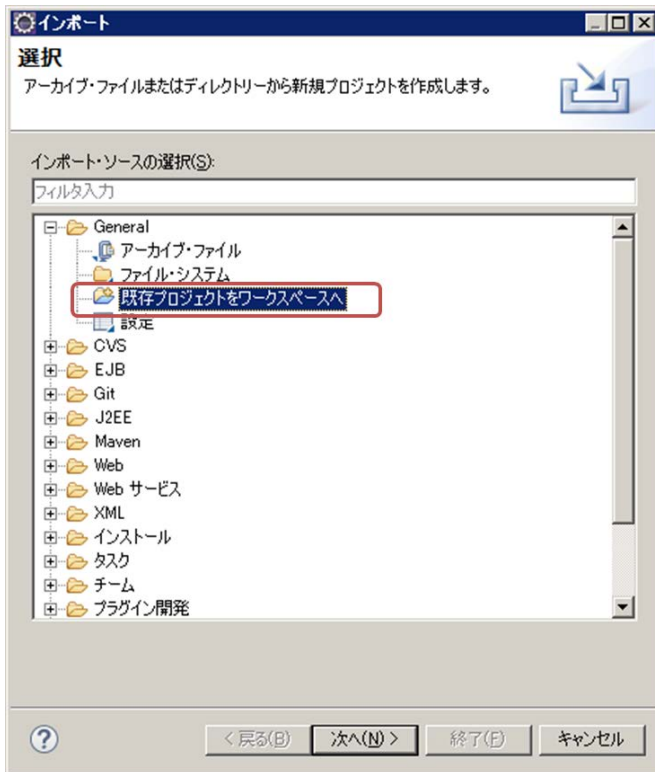 インポート
選択
アーカイブ・ファイルまたはディレクトリーから新規プロジェクトを作成します。
インポート・ソースの選択(S):
フィルタ入力
General
アーカイブ・ファイル
ファイル・システム
既存プロジェクトをワークスペースへ
設定
CVS
EJB
Git
J2EE
Maven
Web
Web サービス
XML
インストール
タスク
チーム
プラグイン開発
< 戻る(B) 次へ(N) > 終了(F) キャンセル